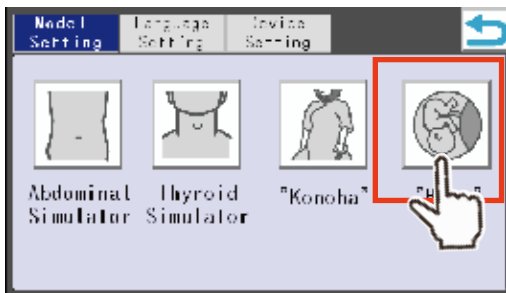 Model Language Device
Setting Setting Setting
Abdominal Thyroid "Konoha"
Simulator Simulator